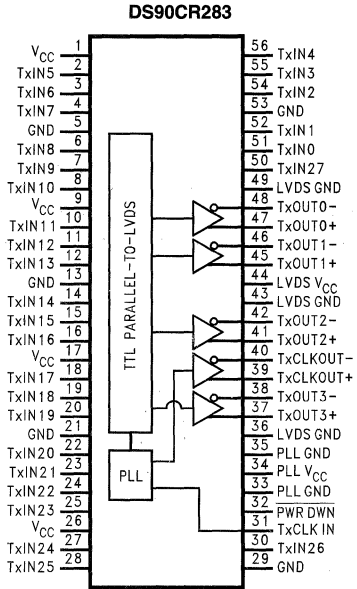 DS90CR283
VCC 1 56 TxIN4
TxIN5 2 55 TxIN3
TxIN6 3 54 TxIN2
TxIN7 4 53 GND
GND 5 52 TxIN1
TxIN8 6 51 TxIN0
TxIN9 7 50 TxIN27
TxIN10 8 49 LVDS GND
VCC 9 48 TxOUT0-
TxIN11 10 47 TxOUT0+
TxIN12 11 46 TxOUT1-
TxIN13 12 45 TxOUT1+
GND 13 44 LVDS VCC
TxIN14 14 43 LVDS GND
TxIN15 15 42 TxOUT2-
TxIN16 16 41 TxOUT2+
VCC 17 40 TxCLKOUT-
TxIN17 18 39 TxCLKOUT+
TxIN18 19 38 TxOUT3-
TxIN19 20 37 TxOUT3+
GND 21 36 LVDS GND
TxIN20 22 35 PLL GND
TxIN21 23 34 PLL VCC
TxIN22 24 33 PLL GND
TxIN23 25 32 PWR DWN
VCC 26 31 TxCLK IN
TxIN24 27 30 TxIN26
TxIN25 28 29 GND
TTL PARALLEL-TO-LVDS
PLL